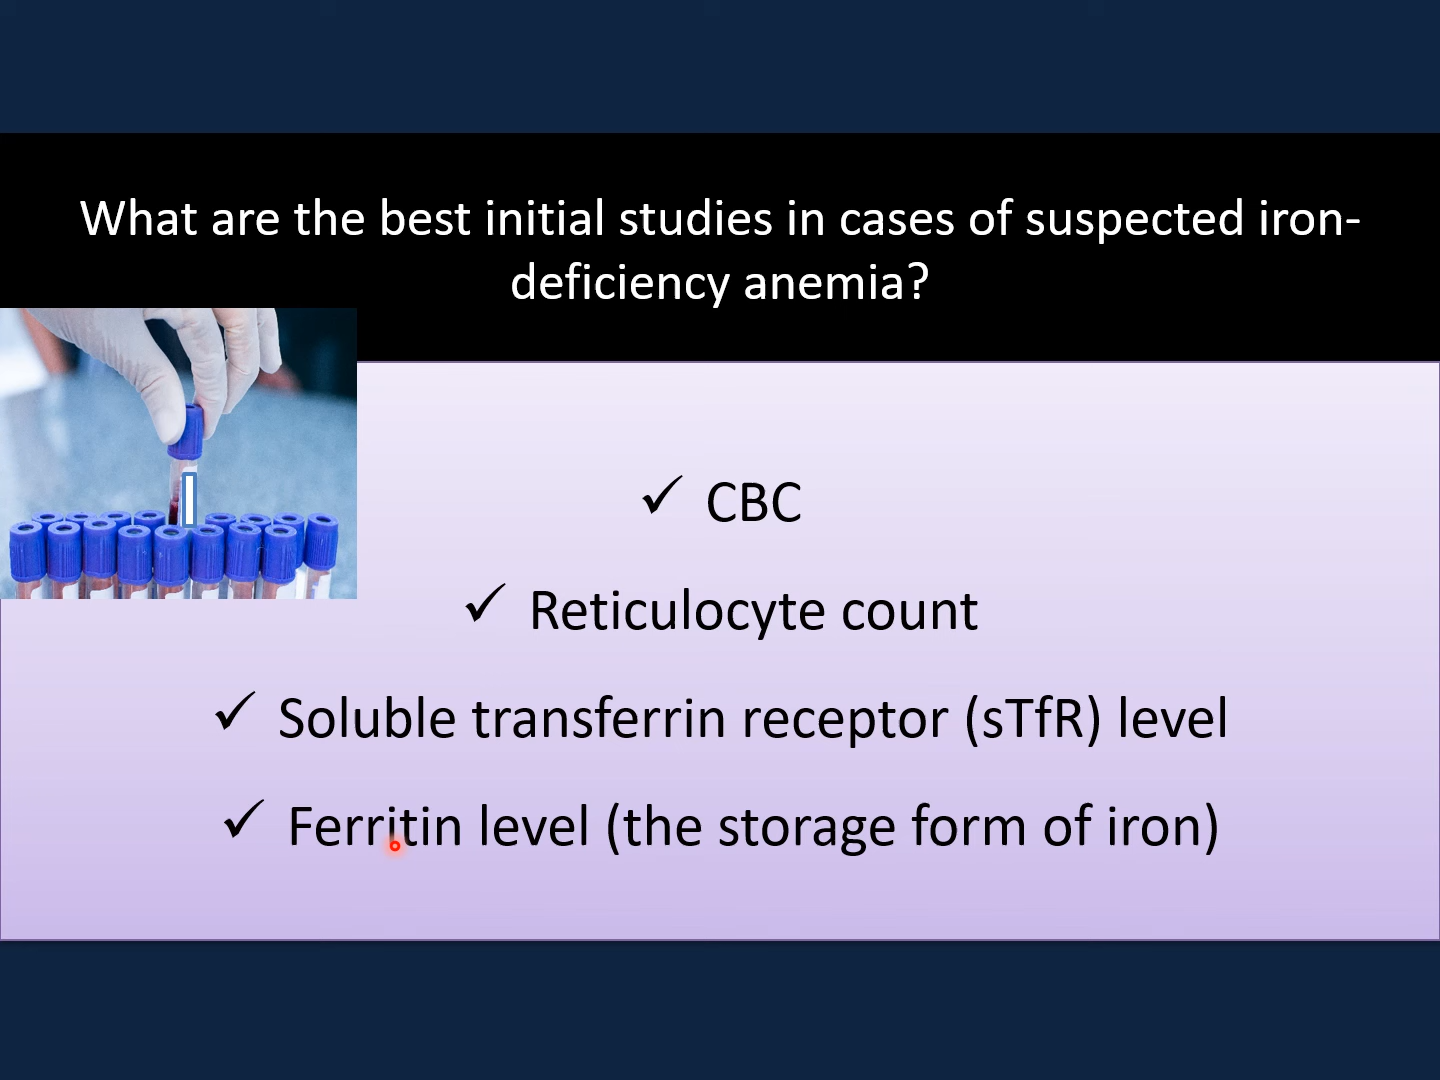 What are the best initial studies in cases of suspected iron-
deficiency anemia?
✓ CBC
✓ Reticulocyte count
✓ Soluble transferrin receptor (sTfR) level
✓ Ferritin level (the storage form of iron)